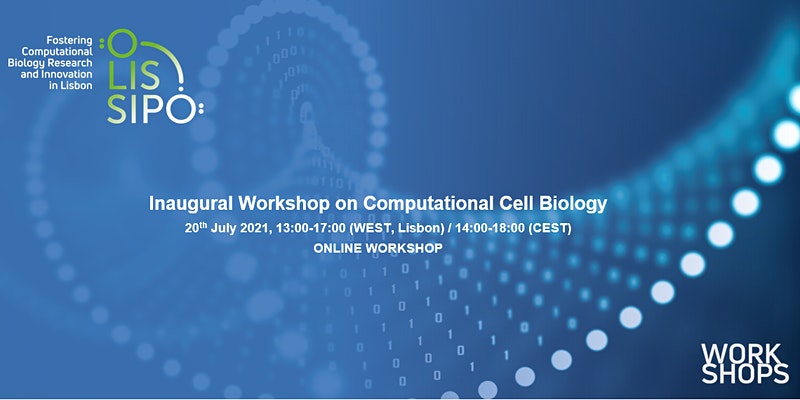 Fostering
Computational
Biology Research
and Innovation
in Lisbon
O
LIS
SIPO
Inaugural Workshop on Computational Cell Biology
20th July 2021, 13:00-17:00 (WEST, Lisbon) / 14:00-18:00 (CEST)
ONLINE WORKSHOP
WORK
SHOPS